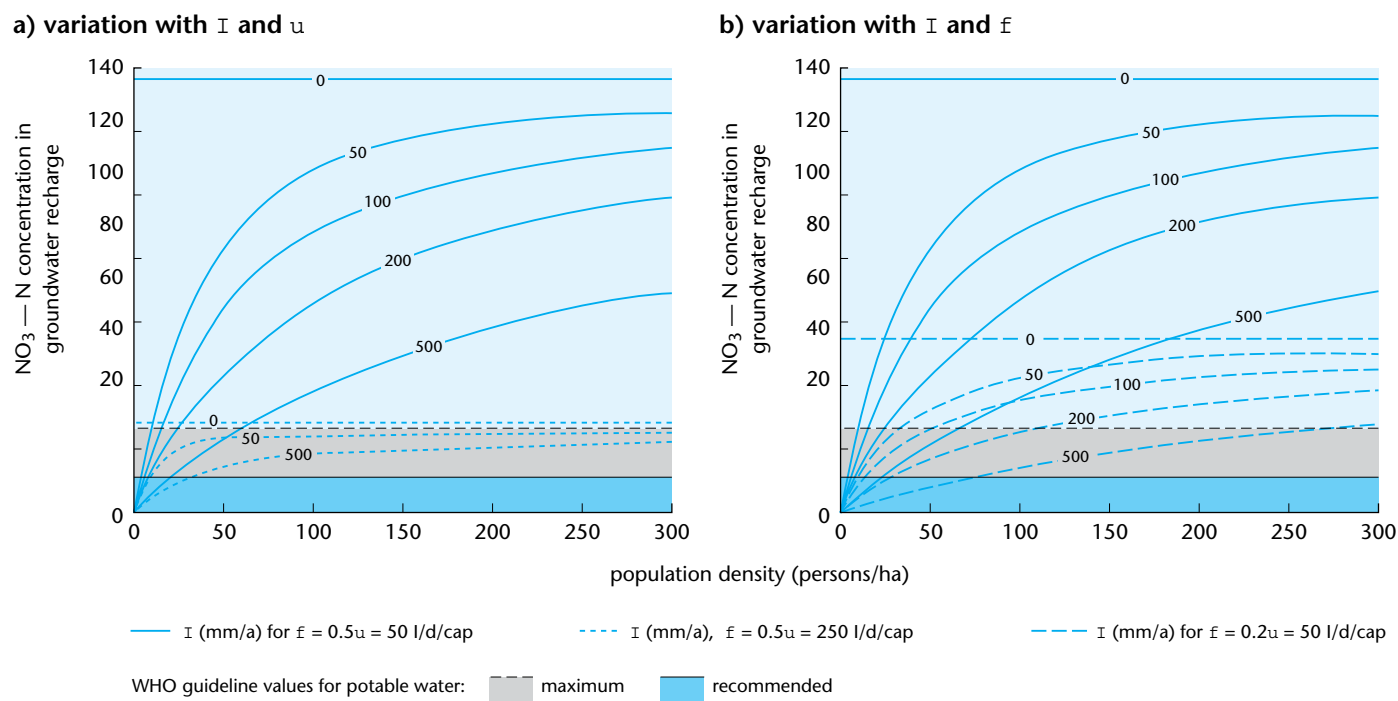 a) variation with I and u
140
120
100
80
60
40
20
0
NO3 — N concentration in
groundwater recharge
0
50
100
200
500
0
50
500
0 50 100 150 200 250 300
b) variation with I and f
140
120
100
80
60
40
20
0
NO3 — N concentration in
groundwater recharge
0
50
100
200
500
0
50
100
200
500
0 50 100 150 200 250 300
population density (persons/ha)
I (mm/a) for f = 0.5u = 50 l/d/cap
I (mm/a), f = 0.5u = 250 l/d/cap
I (mm/a) for f = 0.2u = 50 l/d/cap
WHO guideline values for potable water: maximum recommended